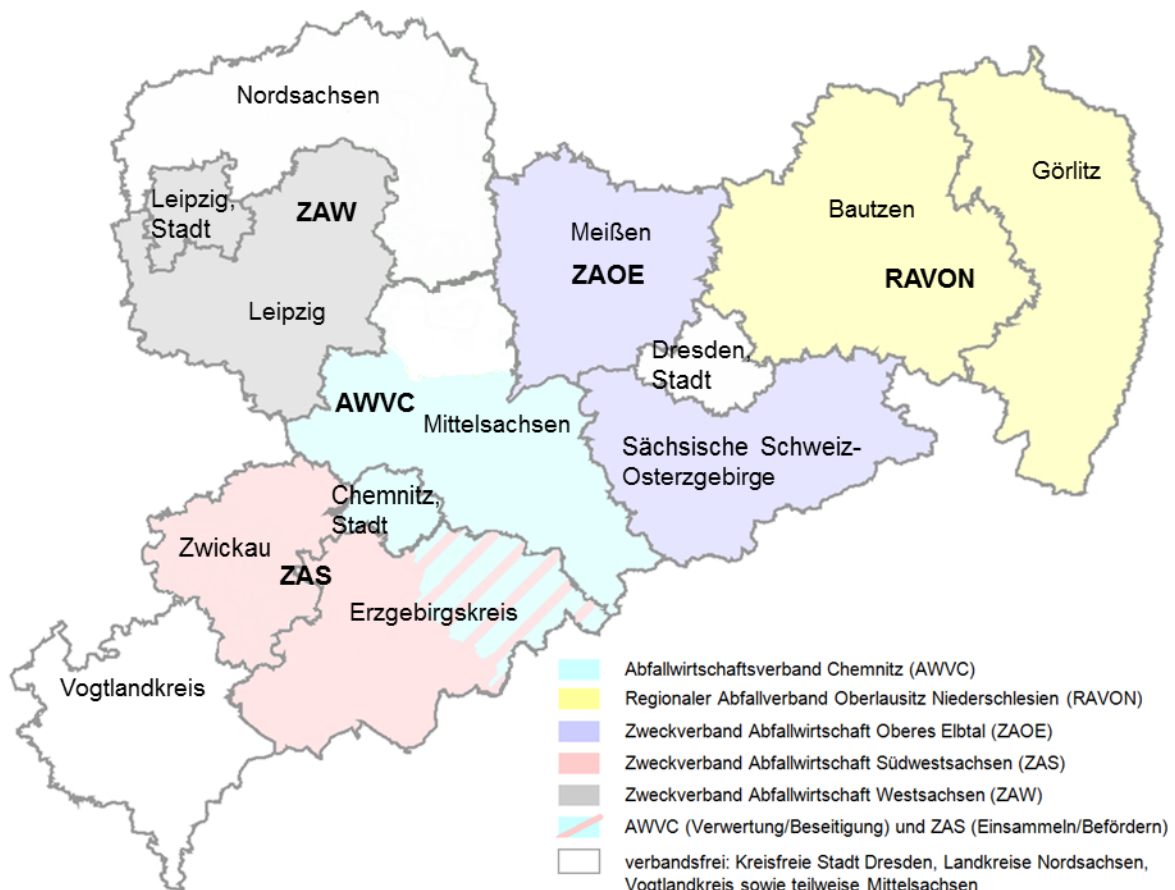 Nordsachsen
Leipzig,
Stadt
ZAW
Leipzig
Meißen
ZAOE
Bautzen
RAVON
Görlitz
Dresden,
Stadt
AWVC
Mittelsachsen
Sächsische Schweiz-
Osterzgebirge
Chemnitz,
Stadt
Zwickau
ZAS
Erzgebirgskreis
Vogtlandkreis
Abfallwirtschaftsverband Chemnitz (AWVC)
Regionaler Abfallverband Oberlausitz Niederschlesien (RAVON)
Zweckverband Abfallwirtschaft Oberes Elbtal (ZAOE)
Zweckverband Abfallwirtschaft Südwestsachsen (ZAS)
Zweckverband Abfallwirtschaft Westsachsen (ZAW)
AWVC (Verwertung/Beseitigung) und ZAS (Einsammeln/Befördern)
verbandsfrei: Kreisfreie Stadt Dresden, Landkreise Nordsachsen,
Vogtlandkreis sowie teilweise Mittelsachsen